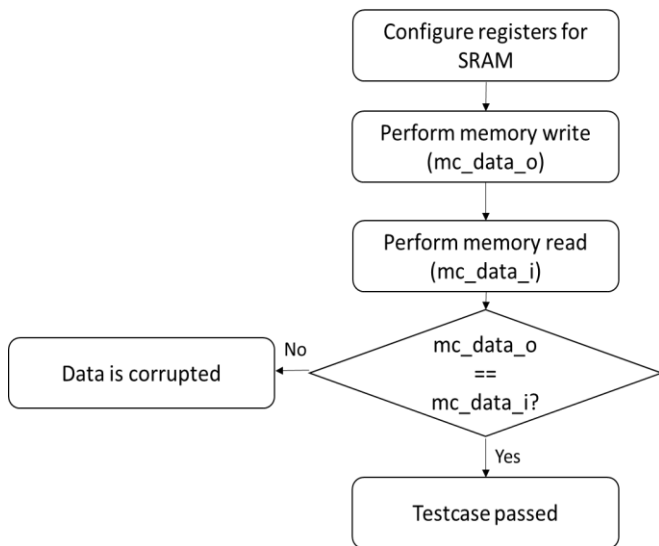 Configure registers for
SRAM
Perform memory write
(mc_data_o)
Perform memory read
(mc_data_i)
mc_data_o
==
mc_data_i?
No
Data is corrupted
Yes
Testcase passed